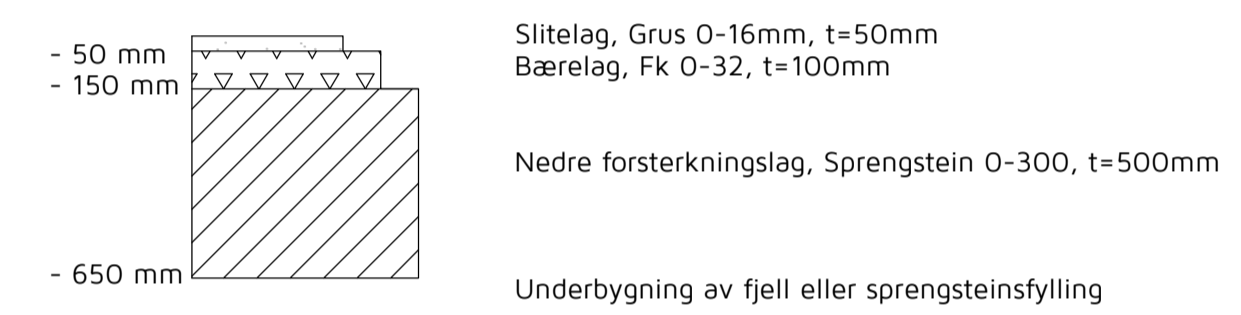 - 50 mm
- 150 mm
- 650 mm
Slitelag, Grus 0-16mm, t=50mm
Bærelag, Fk 0-32, t=100mm
Nedre forsterkningslag, Sprengstein 0-300, t=500mm
Underbygning av fjell eller sprengsteinsfylling